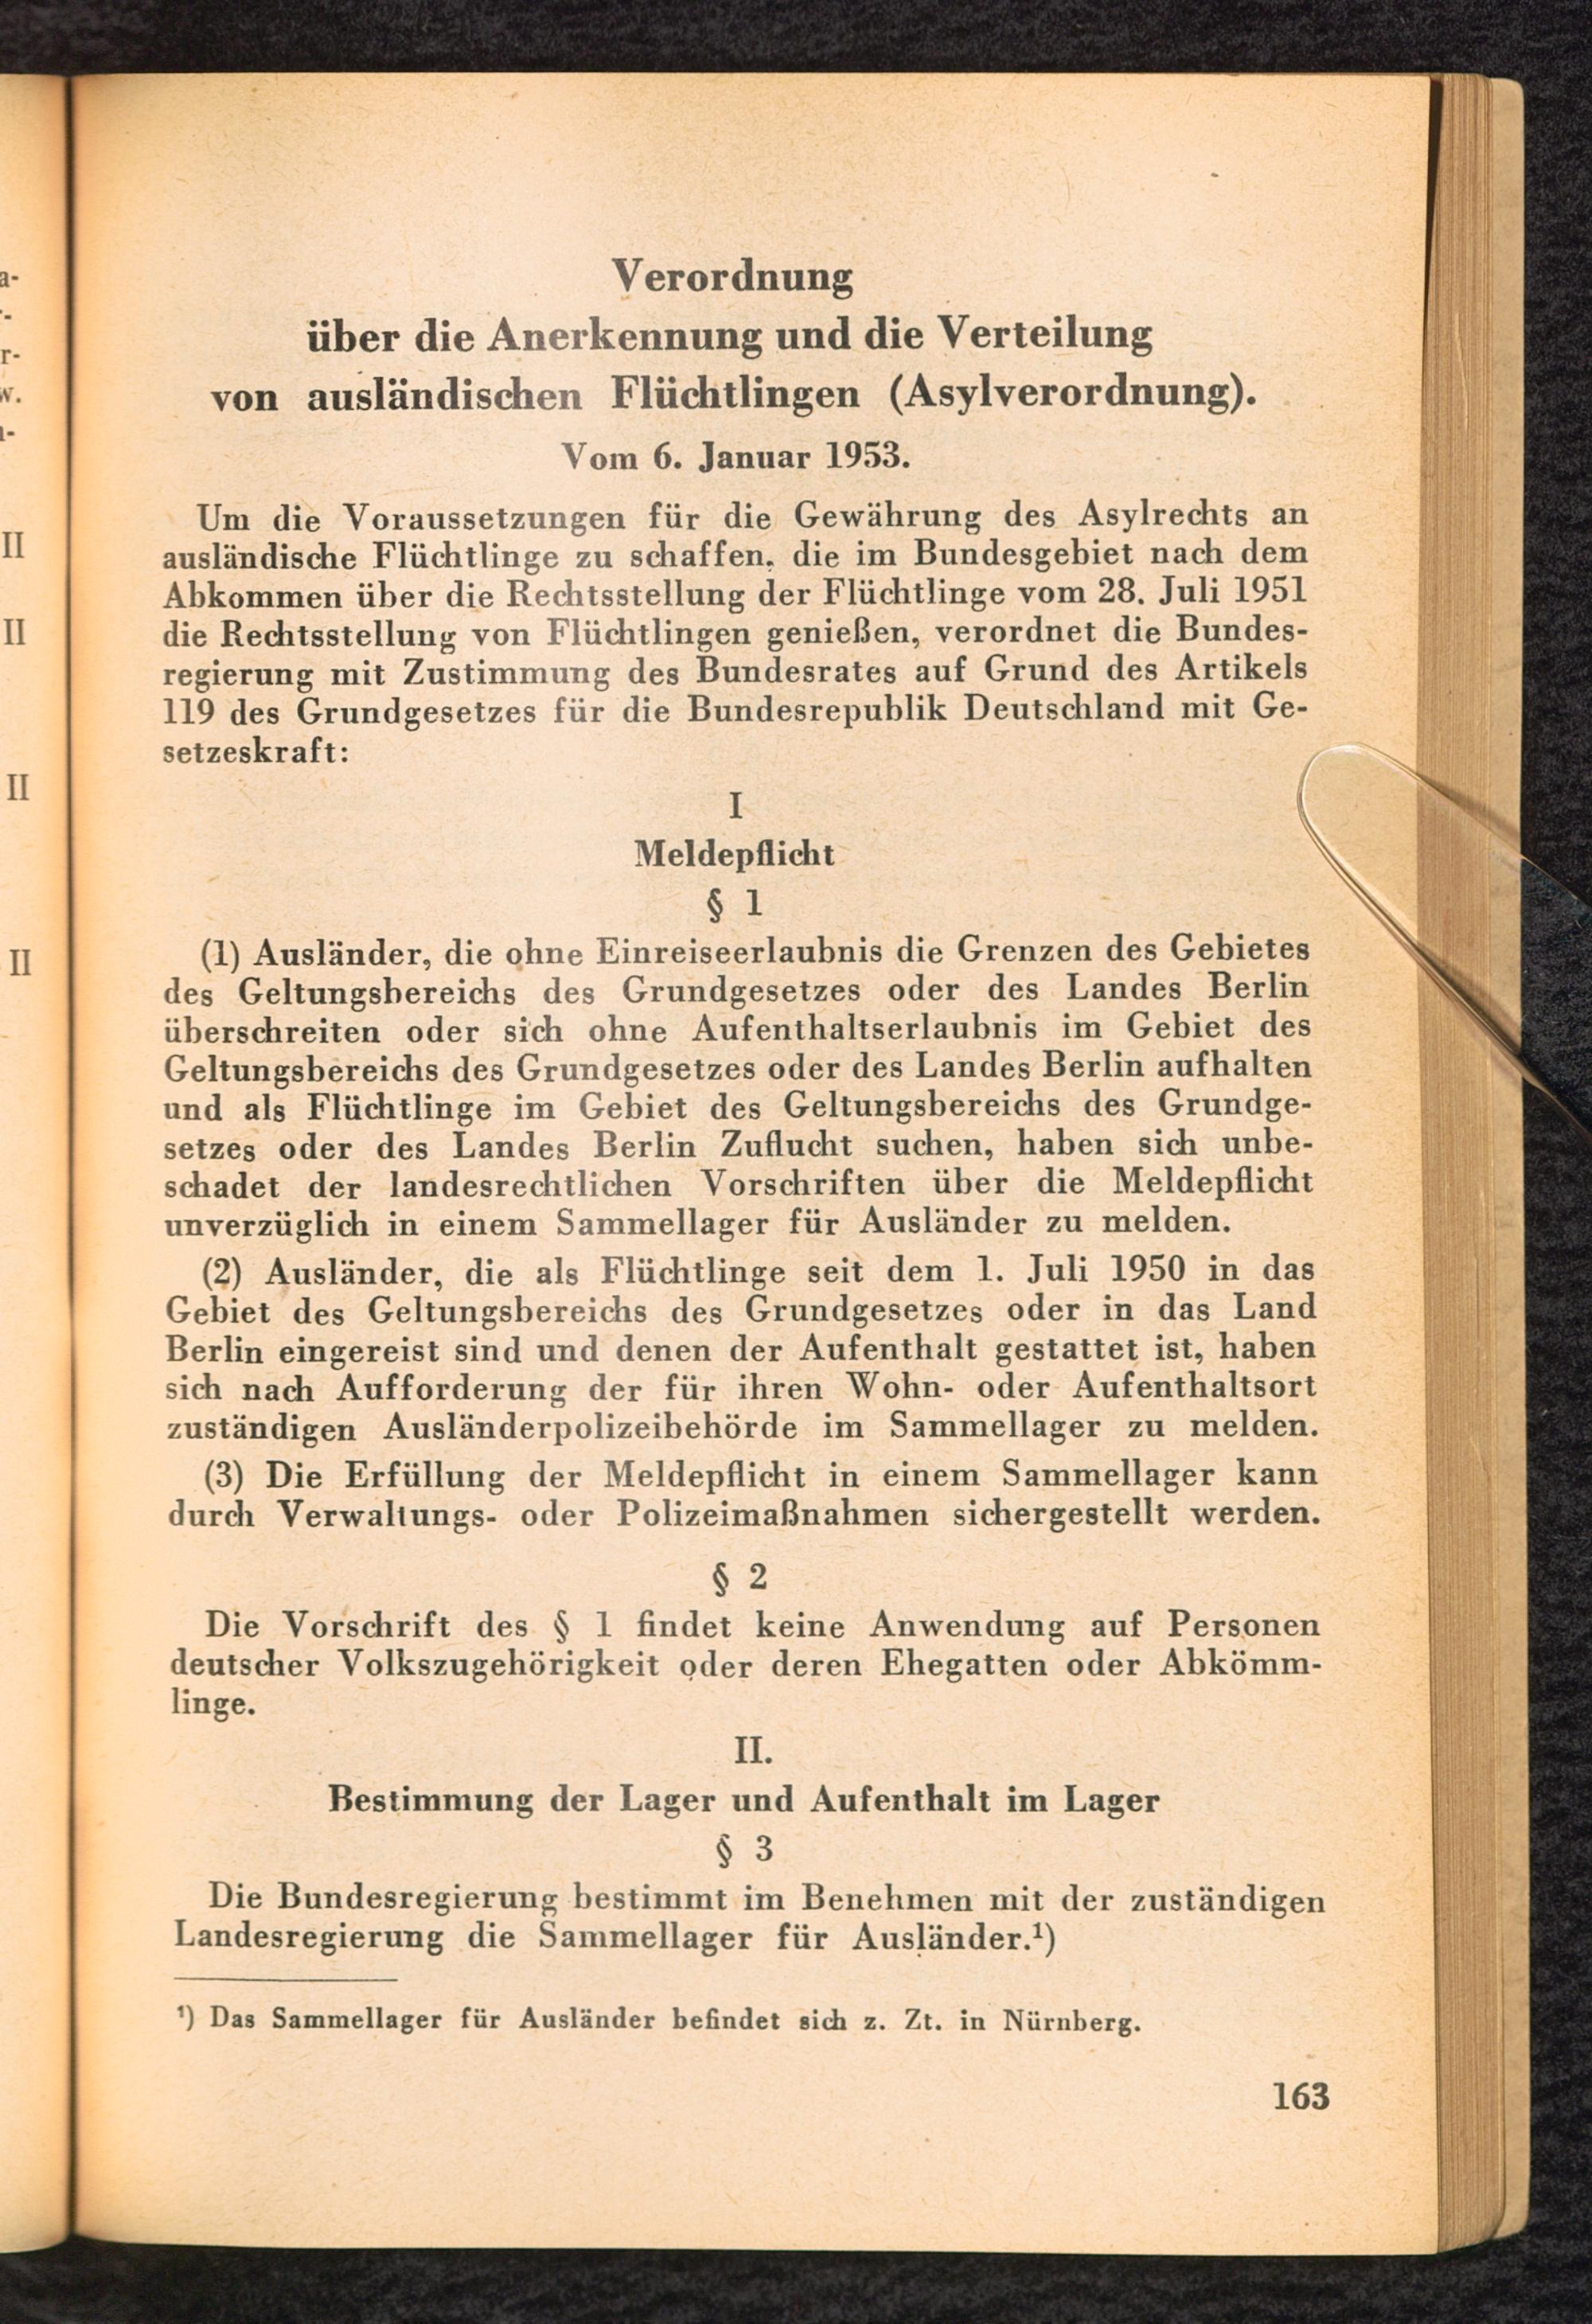 Verordnung
über die Anerkennung und die Verteilung
von ausländischen Flüchtlingen (Asylverordnung).
Vom 6. Januar 1953.
Um die Voraussetzungen für die Gewährung des Asylrechts an
ausländische Flüchtlinge zu schaffen, die im Bundesgebiet nach dem
Abkommen über die Rechtsstellung der Flüchtlinge vom 28. Juli 1951
die Rechtsstellung von Flüchtlingen genießen, verordnet die Bundes-
regierung mit Zustimmung des Bundesrates auf Grund des Artikels
119 des Grundgesetzes für die Bundesrepublik Deutschland mit Ge-
setzeskraft:
I
Meldepflicht
§ 1
(1) Ausländer, die ohne Einreiseerlaubnis die Grenzen des Gebietes
des Geltungsbereichs des Grundgesetzes oder des Landes Berlin
überschreiten oder sich ohne Aufenthaltserlaubnis im Gebiet des
Geltungsbereichs des Grundgesetzes oder des Landes Berlin aufhalten
und als Flüchtlinge im Gebiet des Geltungsbereichs des Grundge-
setzes oder des Landes Berlin Zuflucht suchen, haben sich unbe-
schadet der landesrechtlichen Vorschriften über die Meldepflicht
unverzüglich in einem Sammellager für Ausländer zu melden.
(2) Ausländer, die als Flüchtlinge seit dem 1. Juli 1950 in das
Gebiet des Geltungsbereichs des Grundgesetzes oder in das Land
Berlin eingereist sind und denen der Aufenthalt gestattet ist, haben
sich nach Aufforderung der für ihren Wohn- oder Aufenthaltsort
zuständigen Ausländerpolizeibehörde im Sammellager zu melden.
(3) Die Erfüllung der Meldepflicht in einem Sammellager kann
durch Verwaltungs- oder Polizeimaßnahmen sichergestellt werden.
§ 2
Die Vorschrift des § 1 findet keine Anwendung auf Personen
deutscher Volkszugehörigkeit oder deren Ehegatten oder Abkömm-
linge.
II.
Bestimmung der Lager und Aufenthalt im Lager
§ 3
Die Bundesregierung bestimmt im Benehmen mit der zuständigen
Landesregierung die Sammellager für Ausländer.¹)
¹) Das Sammellager für Ausländer befindet sich z. Zt. in Nürnberg.
163
a-
r-
w.
II
II
II
II